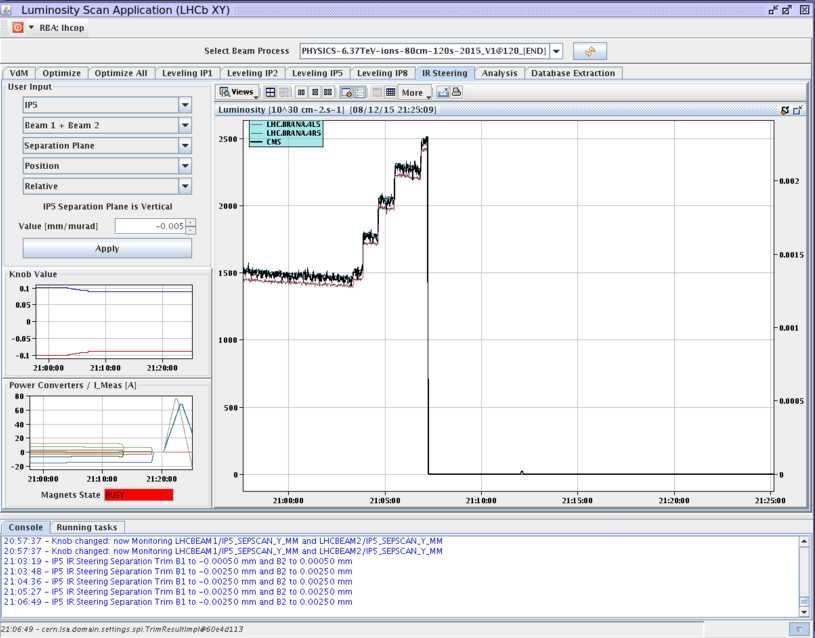 Luminosity Scan Application (LHCb XY)
RBA: lhcop
Select Beam Process PHYSICS-6.37TeV-ions-80cm-120s-2015_V1@120_[END]
VdM Optimize Optimize All Leveling IP1 Leveling IP2 Leveling IP5 Leveling IP8 IR Steering Analysis Database Extraction
User Input
IP5
Beam 1 + Beam 2
Separation Plane
Position
Relative
IP5 Separation Plane is Vertical
Value [mm/murad] -0.005
Apply
Knob Value
0.1
0.05
0
-0.05
-0.1
21:00:00 21:10:00 21:20:00
Power Converters / I_Meas [A]
80
60
40
20
0
-20
21:00:00 21:10:00 21:20:00
Magnets State BUSY
Views More
Luminosity [10^30 cm-2.s-1] [08/12/15 21:25:09]
LHC.BRANA.4L5
LHC.BRANA.4R5
CMS
2500
2000
1500
1000
500
0
0.002
0.0015
0.001
0.0005
0
21:00:00 21:05:00 21:10:00 21:15:00 21:20:00 21:25:00
Console Running tasks
20:57:37 - Knob changed: now Monitoring LHCBEAM1/IP5_SEPSCAN_Y_MM and LHCBEAM2/IP5_SEPSCAN_Y_MM
20:57:37 - Knob changed: now Monitoring LHCBEAM1/IP5_SEPSCAN_Y_MM and LHCBEAM2/IP5_SEPSCAN_Y_MM
21:03:19 - IP5 IR Steering Separation Trim B1 to -0.00050 mm and B2 to 0.00050 mm
21:03:48 - IP5 IR Steering Separation Trim B1 to -0.00250 mm and B2 to 0.00250 mm
21:04:36 - IP5 IR Steering Separation Trim B1 to -0.00250 mm and B2 to 0.00250 mm
21:05:27 - IP5 IR Steering Separation Trim B1 to -0.00250 mm and B2 to 0.00250 mm
21:06:49 - IP5 IR Steering Separation Trim B1 to -0.00250 mm and B2 to 0.00250 mm
21:06:49 - cern.lsa.domain.settings.spi.TrimResultImpl@60e4d113